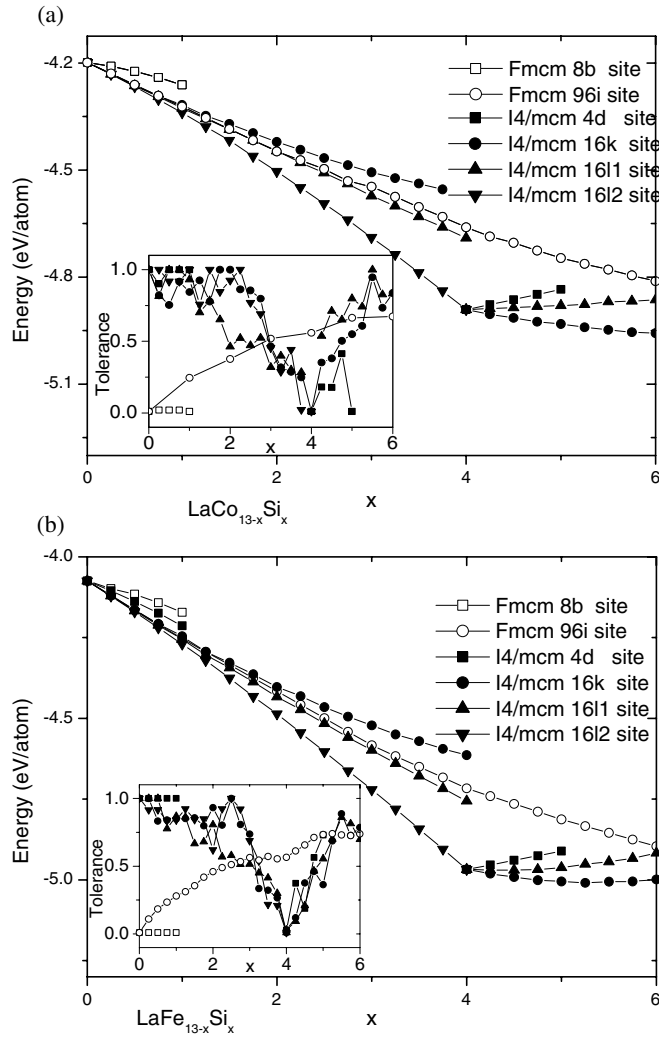 (a)
-4.2
-4.5
-4.8
-5.1
Energy (eV/atom)
Fmcm 8b site
Fmcm 96i site
I4/mcm 4d site
I4/mcm 16k site
I4/mcm 16l1 site
I4/mcm 16l2 site
1.0
0.5
0.0
Tolerance
0 2 4 6
x
0 2 4 6
LaCo13-xSix
x
(b)
-4.0
-4.5
-5.0
Energy (eV/atom)
Fmcm 8b site
Fmcm 96i site
I4/mcm 4d site
I4/mcm 16k site
I4/mcm 16l1 site
I4/mcm 16l2 site
1.0
0.5
0.0
Tolerance
0 2 4 6
x
0 2 4 6
LaFe13-xSix
x